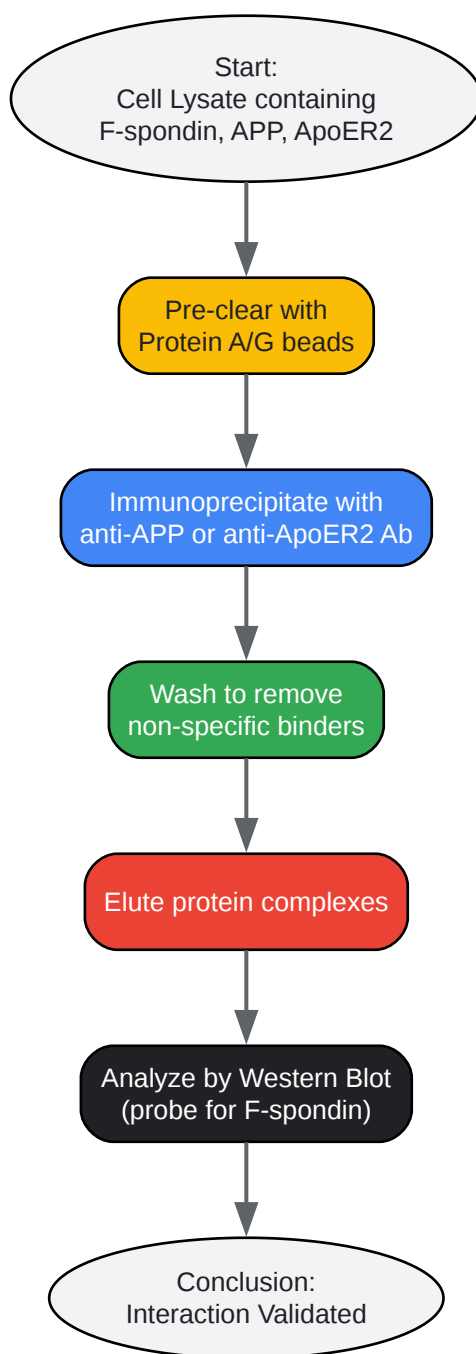 Start:
Cell Lysate containing
F-spondin, APP, ApoER2
Pre-clear with
Protein A/G beads
Immunoprecipitate with
anti-APP or anti-ApoER2 Ab
Wash to remove
non-specific binders
Elute protein complexes
Analyze by Western Blot
(probe for F-spondin)
Conclusion:
Interaction Validated